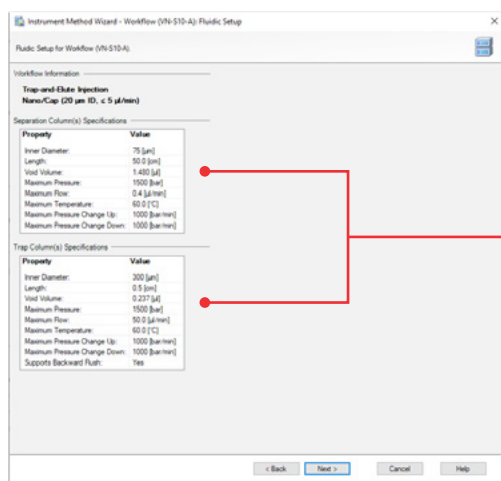 Instrument Method Wizard - Workflow (VN-S10-A): Fluidic Setup
Fluidic Setup for Workflow (VN-S10-A).
Workflow Information
Trap-and-Elute Injection
Nano/Cap (20 µm ID, ≤ 5 µl/min)
Separation Column(s) Specifications
Property Value
Inner Diameter: 75 [µm]
Length: 50.0 [cm]
Void Volume: 1.480 [µl]
Maximum Pressure: 1500 [bar]
Maximum Flow: 0.4 [µl/min]
Maximum Temperature: 60.0 [°C]
Maximum Pressure Change Up: 1000 [bar/min]
Maximum Pressure Change Down: 1000 [bar/min]
Trap Column(s) Specifications
Property Value
Inner Diameter: 300 [µm]
Length: 0.5 [cm]
Void Volume: 0.237 [µl]
Maximum Pressure: 1500 [bar]
Maximum Flow: 50.0 [µl/min]
Maximum Temperature: 60.0 [°C]
Maximum Pressure Change Up: 1000 [bar/min]
Maximum Pressure Change Down: 1000 [bar/min]
Supports Backward Flush: Yes
< Back Next > Cancel Help